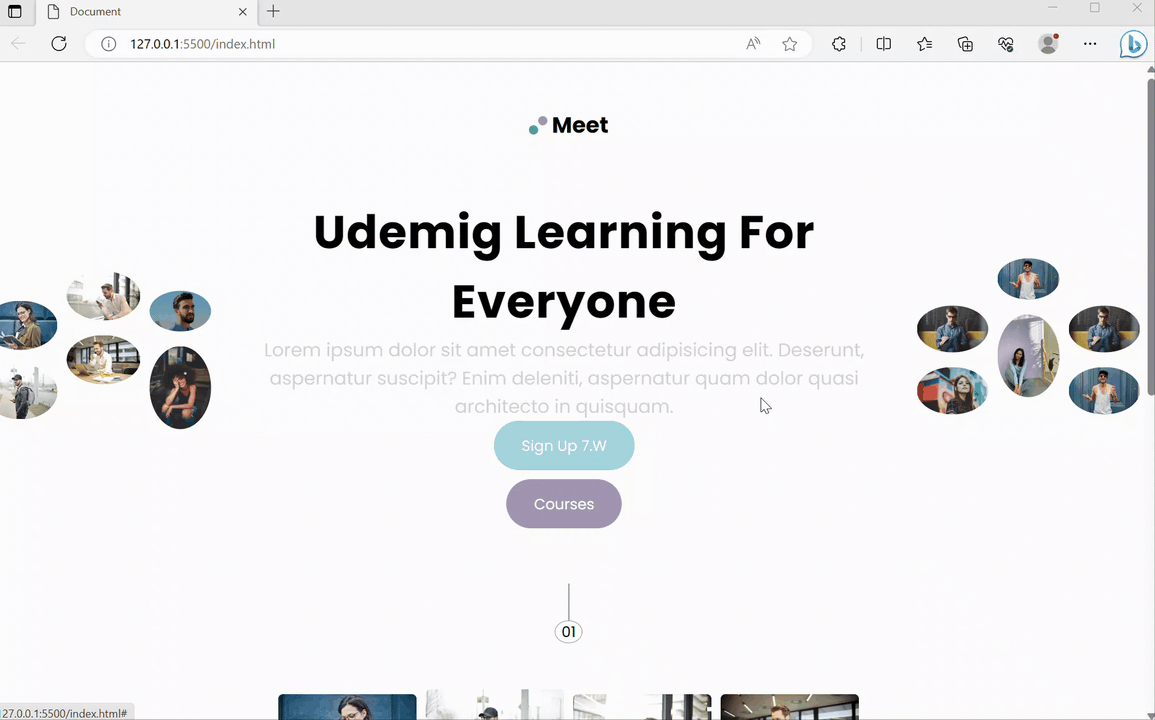 Document
127.0.0.1:5500/index.html
Meet
Udemig Learning For
Everyone
Lorem ipsum dolor sit amet consectetur adipisicing elit. Deserunt,
aspernatur suscipit? Enim deleniti, aspernatur quam dolor quasi
architecto in quisquam.
Sign Up 7.W
Courses
01
127.0.0.1:5500/index.html#